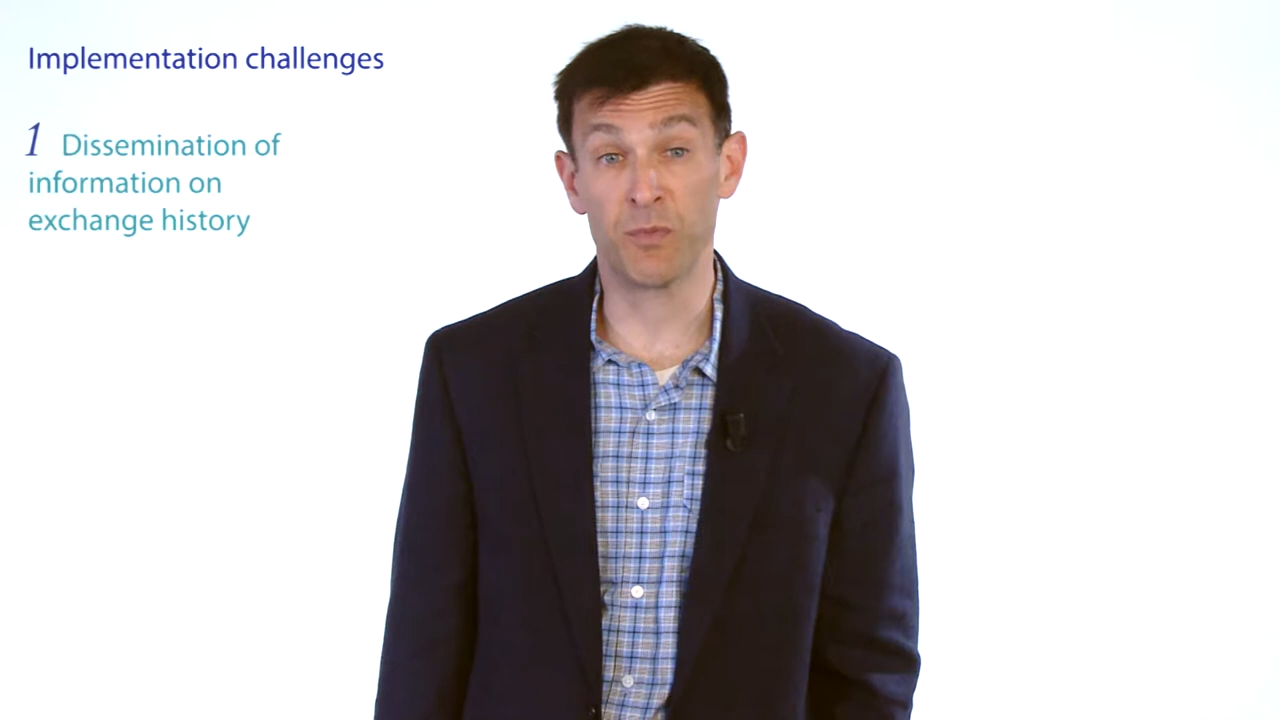 Implementation challenges
1 Dissemination of
information on
exchange history